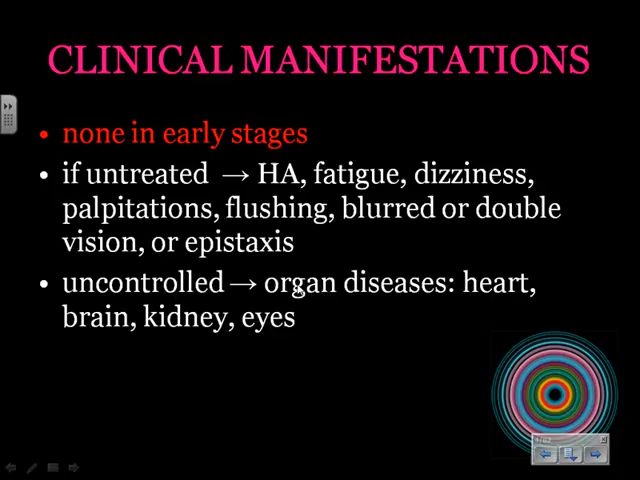 CLINICAL MANIFESTATIONS
• none in early stages
• if untreated → HA, fatigue, dizziness,
palpitations, flushing, blurred or double
vision, or epistaxis
• uncontrolled → organ diseases: heart,
brain, kidney, eyes